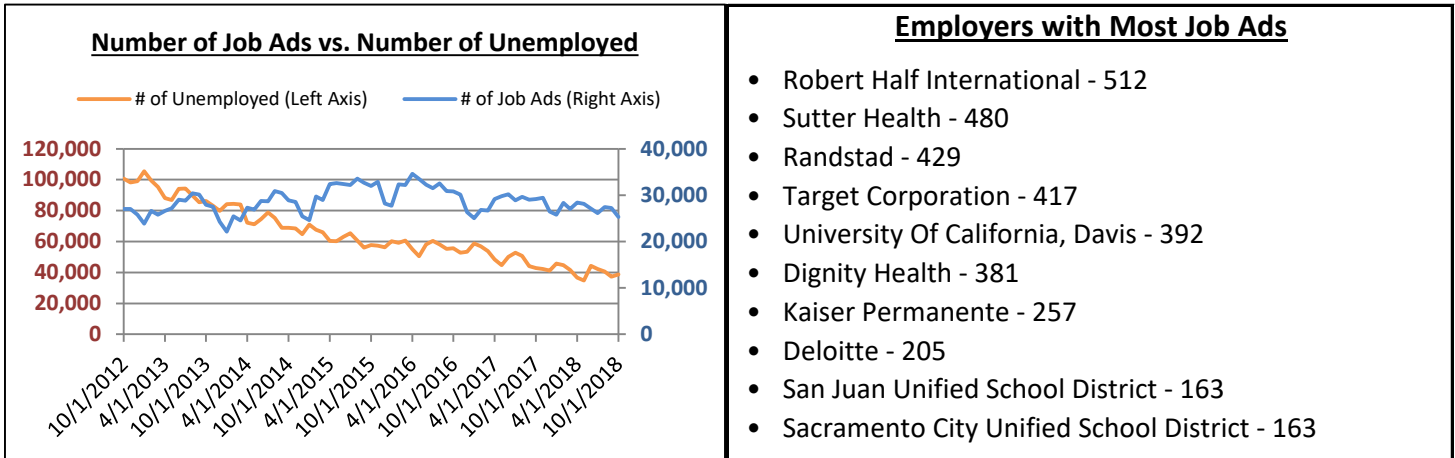 Number of Job Ads vs. Number of Unemployed
# of Unemployed (Left Axis) # of Job Ads (Right Axis)
120,000 40,000
100,000
80,000 30,000
60,000 20,000
40,000
20,000 10,000
0 0
10/1/2012
4/1/2013
10/1/2013
4/1/2014
10/1/2014
4/1/2015
10/1/2015
4/1/2016
10/1/2016
4/1/2017
10/1/2017
4/1/2018
10/1/2018
Employers with Most Job Ads
• Robert Half International - 512
• Sutter Health - 480
• Randstad - 429
• Target Corporation - 417
• University Of California, Davis - 392
• Dignity Health - 381
• Kaiser Permanente - 257
• Deloitte - 205
• San Juan Unified School District - 163
• Sacramento City Unified School District - 163